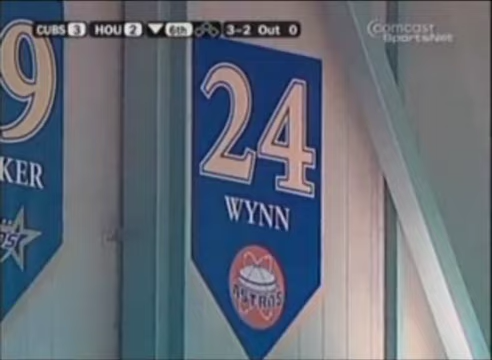 CUBS 3 HOU 2 6th 3-2 Out 0
Comcast
SportsNet
9
KER
24
WYNN
ASTROS